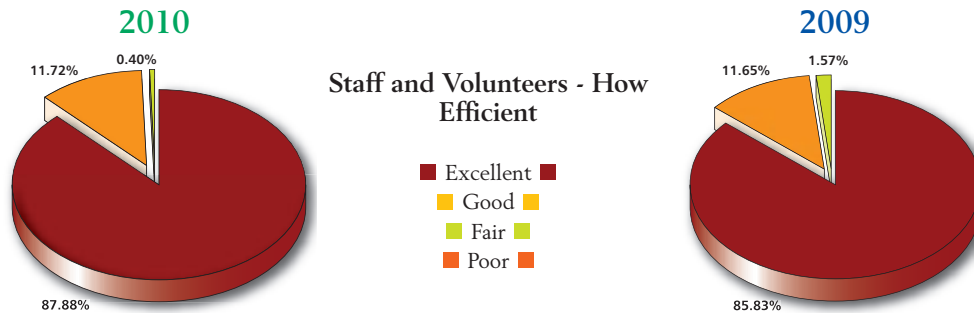 2010
11.72%
0.40%
87.88%
Staff and Volunteers - How
Efficient
Excellent
Good
Fair
Poor
2009
11.65%
1.57%
85.83%